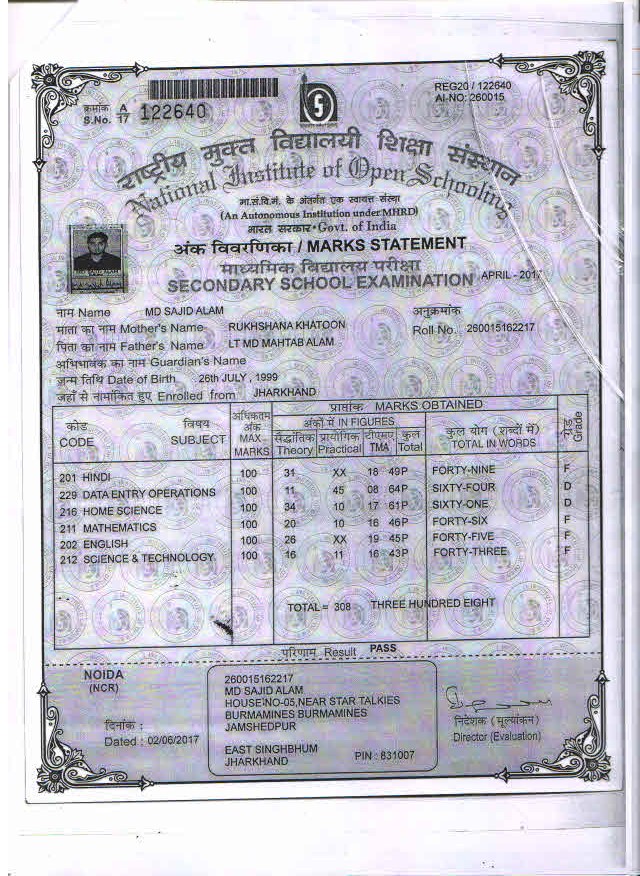 REG20 / 122640
AI-NO: 260015
क्रमांक A
S.No. 17 122640
राष्ट्रीय मुक्त विद्यालयी शिक्षा संस्थान
National Institute of Open Schooling
मा.सं.वि.मं. के अंतर्गत एक स्वायत्त संस्था
(An Autonomous Institution under MHRD)
भारत सरकार • Govt. of India
अंक विवरणिका / MARKS STATEMENT
माध्यमिक विद्यालय परीक्षा
SECONDARY SCHOOL EXAMINATION APRIL - 2017
MD SAJID ALAM
नाम Name MD SAJID ALAM अनुक्रमांक
माता का नाम Mother's Name RUKHSHANA KHATOON Roll No. 260015162217
पिता का नाम Father's Name LT MD MAHTAB ALAM
अभिभावक का नाम Guardian's Name
जन्म तिथि Date of Birth 26th JULY , 1999
जहाँ से नामांकित हुए Enrolled from JHARKHAND
कोड CODE विषय SUBJECT अधिकतम अंक MAX. MARKS प्राप्तांक MARKS OBTAINED ग्रेड Grade
अंकों में IN FIGURES कुल योग (शब्दों में) TOTAL IN WORDS
सैद्धांतिक Theory प्रायोगिक Practical टीएमए TMA कुल Total
201 HINDI 100 31 XX 18 49P FORTY-NINE F
229 DATA ENTRY OPERATIONS 100 11 45 08 64P SIXTY-FOUR D
216 HOME SCIENCE 100 34 10 17 61P SIXTY-ONE D
211 MATHEMATICS 100 20 10 16 46P FORTY-SIX F
202 ENGLISH 100 26 XX 19 45P FORTY-FIVE F
212 SCIENCE & TECHNOLOGY 100 16 11 16 43P FORTY-THREE F
TOTAL = 308 THREE HUNDRED EIGHT
परिणाम Result PASS
NOIDA
(NCR)
दिनांक :
Dated : 02/06/2017
260015162217
MD SAJID ALAM
HOUSE NO-05,NEAR STAR TALKIES
BURMAMINES BURMAMINES
JAMSHEDPUR
EAST SINGHBHUM
JHARKHAND PIN : 831007
निदेशक (मूल्यांकन)
Director (Evaluation)